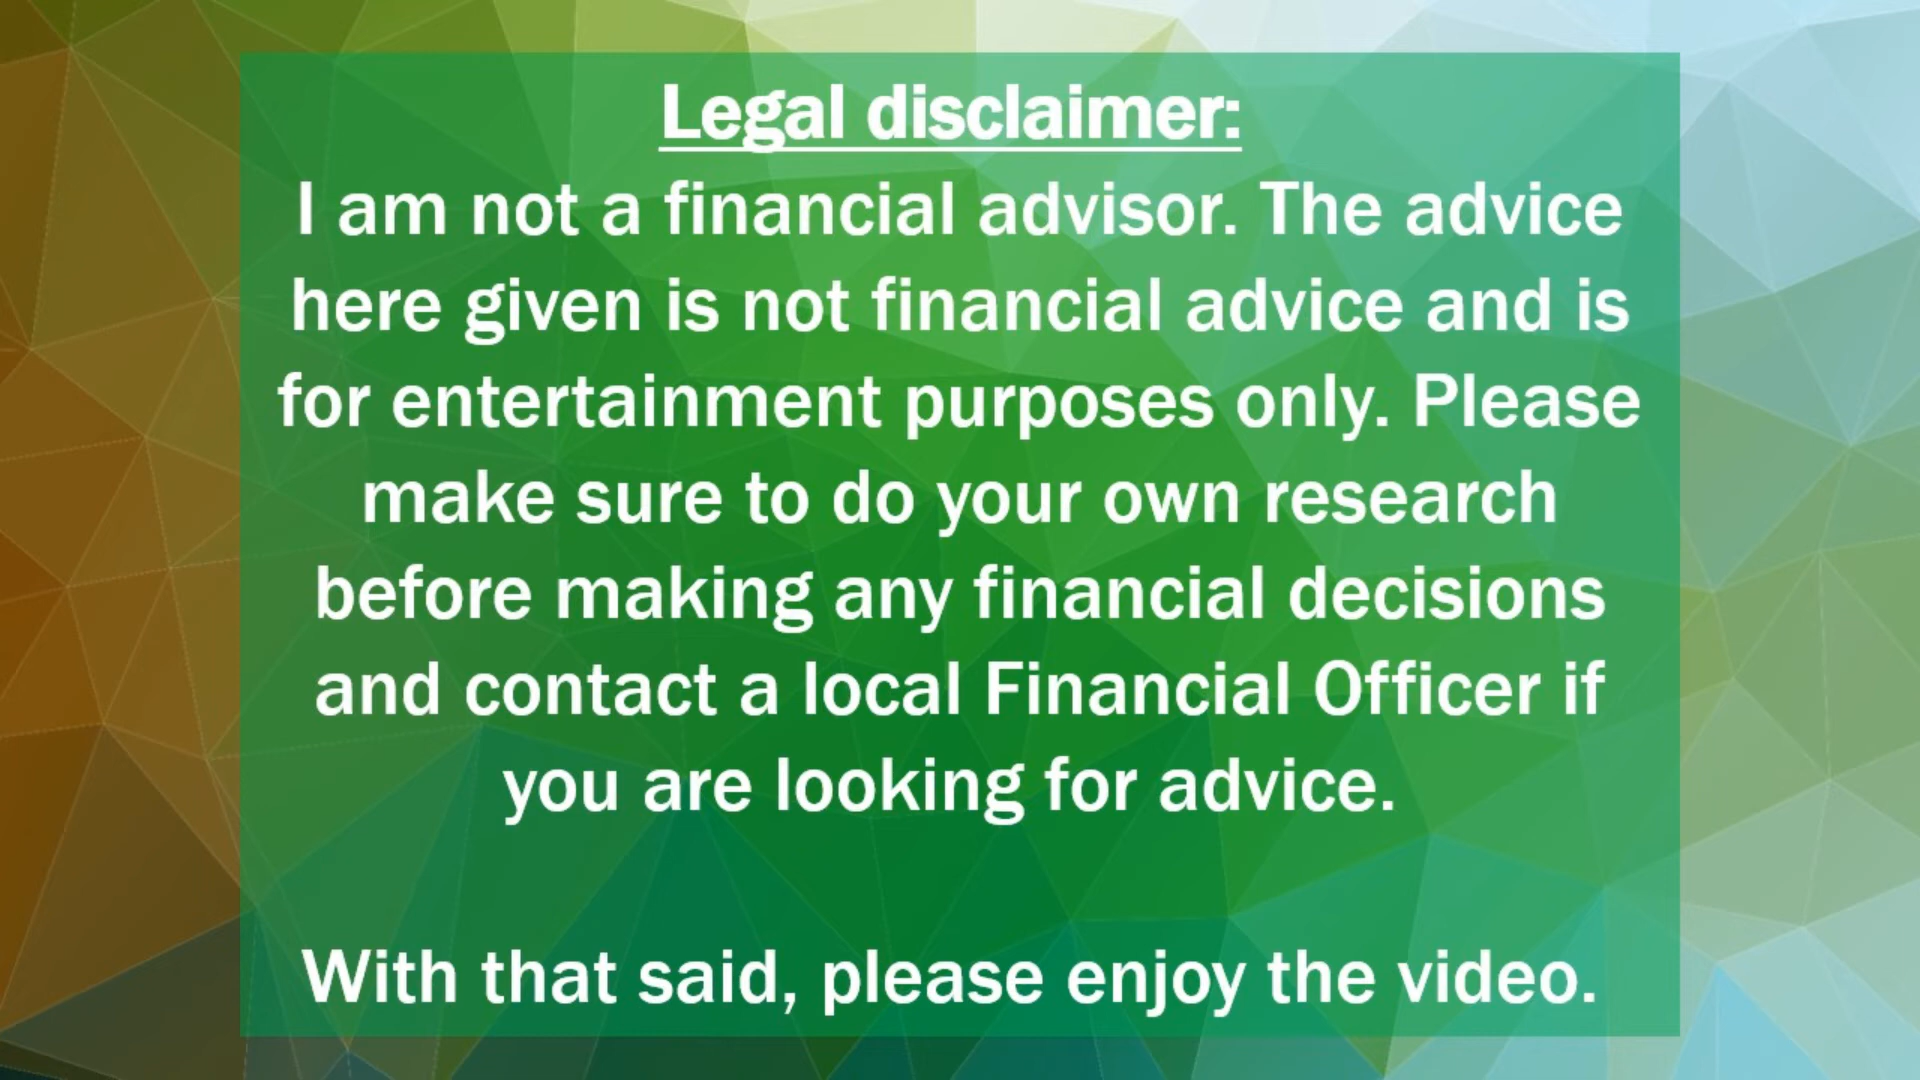 Legal disclaimer:
I am not a financial advisor. The advice
here given is not financial advice and is
for entertainment purposes only. Please
make sure to do your own research
before making any financial decisions
and contact a local Financial Officer if
you are looking for advice.
With that said, please enjoy the video.